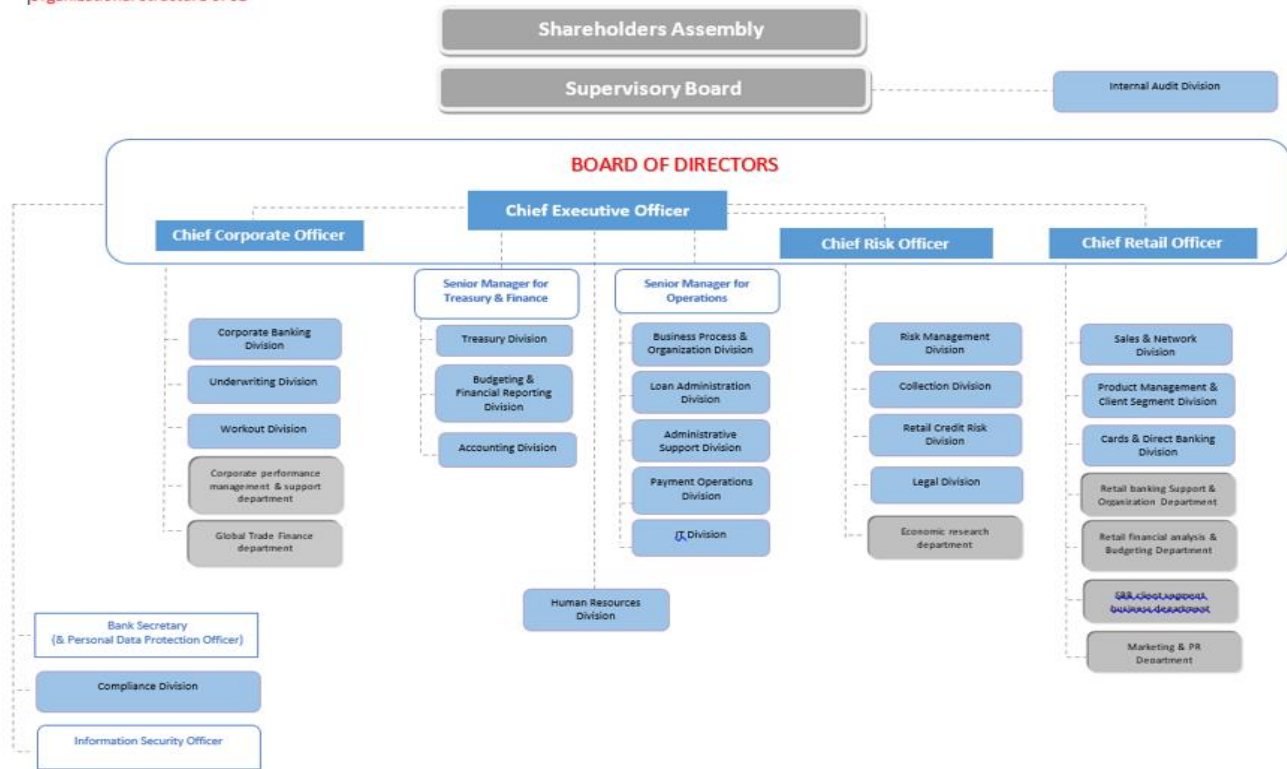 Shareholders Assembly
Supervisory Board
Internal Audit Division
BOARD OF DIRECTORS
Chief Executive Officer
Chief Corporate Officer
Chief Risk Officer
Chief Retail Officer
Senior Manager for
Treasury & Finance
Senior Manager for
Operations
Corporate Banking
Division
Underwriting Division
Workout Division
Corporate performance
management & support
department
Global Trade Finance
department
Treasury Division
Budgeting &
Financial Reporting
Division
Accounting Division
Business Process &
Organization Division
Loan Administration
Division
Administrative
Support Division
Payment Operations
Division
IT Division
Human Resources
Division
Risk Management
Division
Collection Division
Retail Credit Risk
Division
Legal Division
Economic research
department
Sales & Network
Division
Product Management &
Client Segment Division
Cards & Direct Banking
Division
Retail banking Support &
Organization Department
Retail financial analysis &
Budgeting Department
client segment
business department
Marketing & PR
Department
Bank Secretary
(& Personal Data Protection Officer)
Compliance Division
Information Security Officer